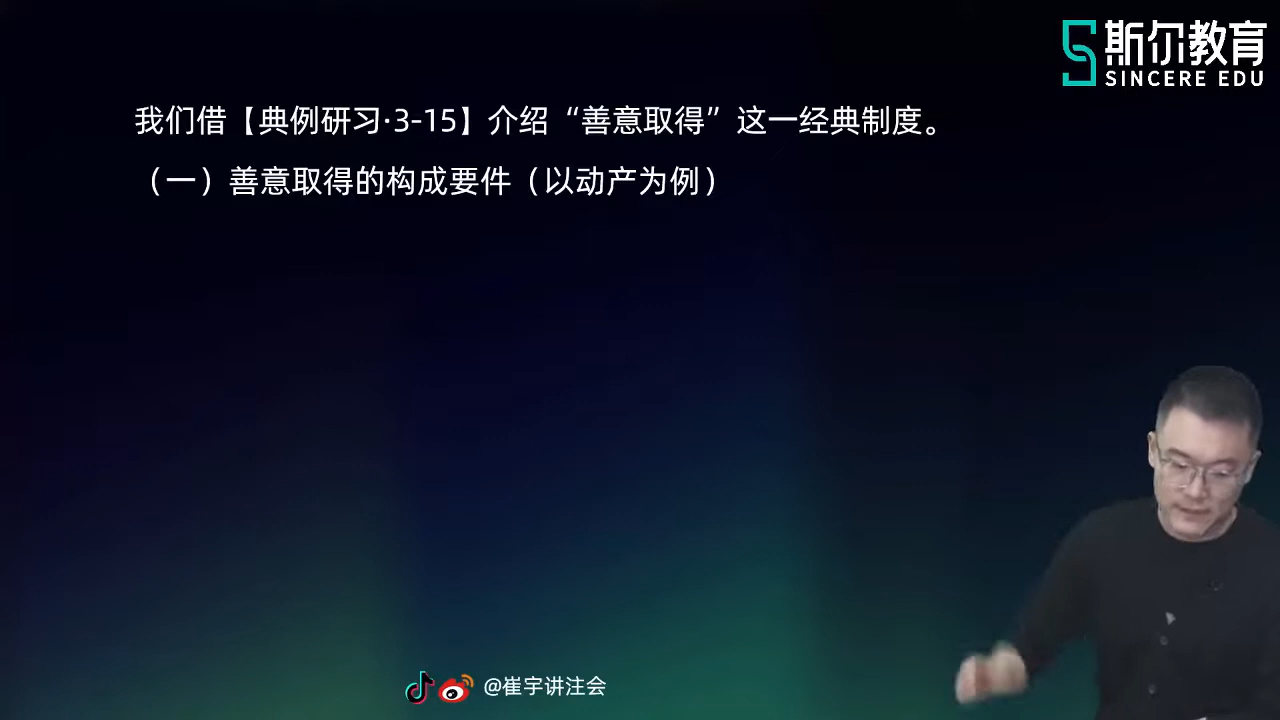 斯尔教育
SINCERE EDU
我们借【典例研习·3-15】介绍“善意取得”这一经典制度。
（一）善意取得的构成要件（以动产为例）
@崔宇讲注会